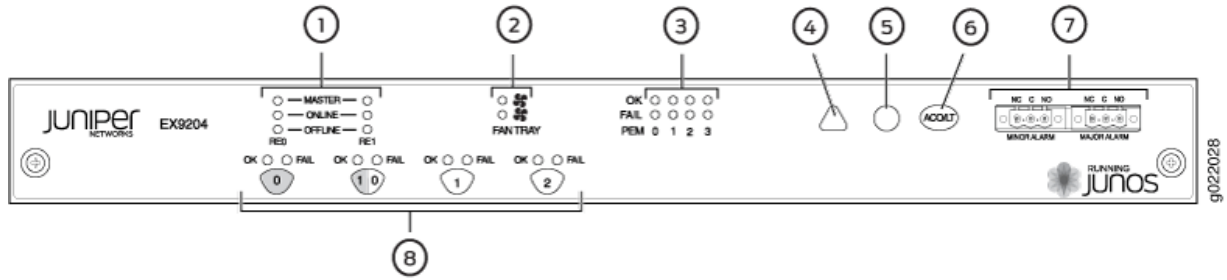 1 2 3 4 5 6 7
JUNIPER NETWORKS
EX9204
MASTER
ONLINE
OFFLINE
RE0 RE1
FAN TRAY
OK
FAIL
PEM 0 1 2 3
ACO/LT
NC C NO NC C NO
MINOR ALARM MAJOR ALARM
OK FAIL OK FAIL OK FAIL OK FAIL
0 1 0 1 2
RUNNING
JUNOS
8
g022028